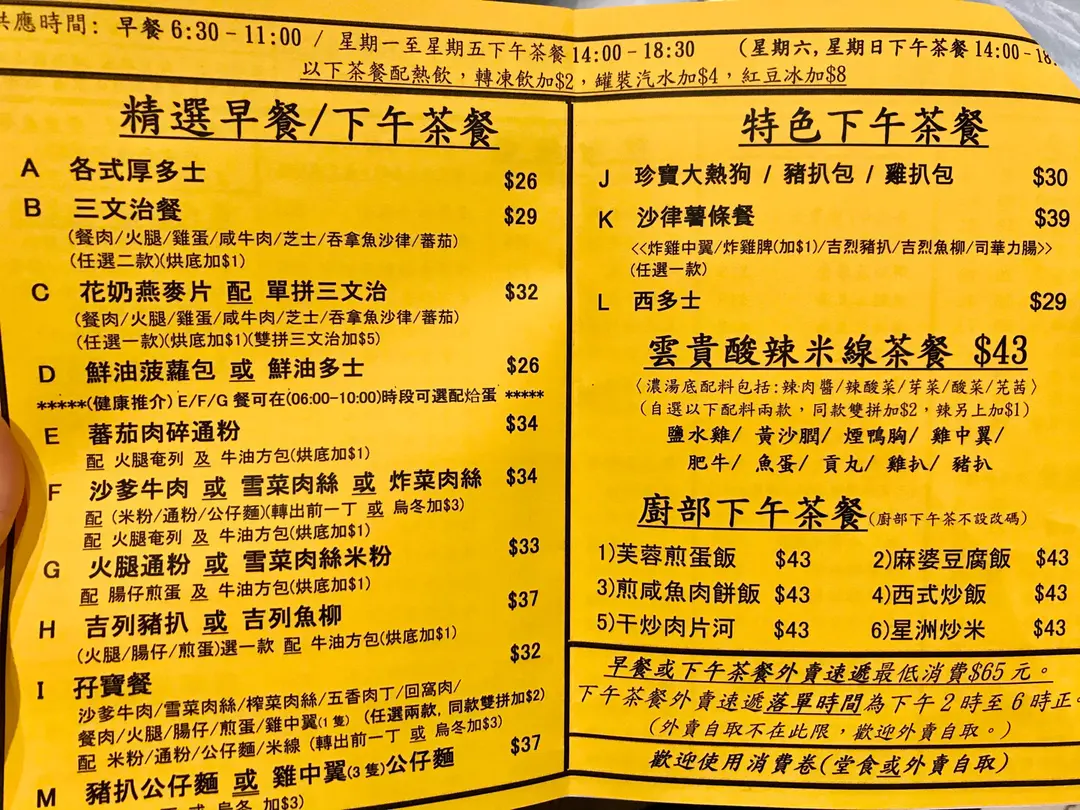 供應時間: 早餐 6:30-11:00 / 星期一至星期五下午茶餐 14:00-18:30 (星期六,星期日下午茶餐 14:00-18:
以下茶餐配熱飲,轉凍飲加$2,罐裝汽水加$4,紅豆冰加$8
精選早餐/下午茶餐
A 各式厚多士 $26
B 三文治餐 $29
(餐肉/火腿/雞蛋/咸牛肉/芝士/吞拿魚沙律/蕃茄)
(任選二款)(烘底加$1)
C 花奶燕麥片 配 單拼三文治 $32
(餐肉/火腿/雞蛋/咸牛肉/芝士/吞拿魚沙律/蕃茄)
(任選一款)(烘底加$1)(雙拼三文治加$5)
D 鮮油菠蘿包 或 鮮油多士 $26
*****(健康推介) E/F/G 餐可在(06:00-10:00)時段可選配烚蛋 *****
E 蕃茄肉碎通粉 $34
配 火腿奄列 及 牛油方包(烘底加$1)
F 沙爹牛肉 或 雪菜肉絲 或 炸菜肉絲 $34
配 (米粉/通粉/公仔麵)(轉出前一丁 或 烏冬加$3)
配 火腿奄列 及 牛油方包(烘底加$1)
G 火腿通粉 或 雪菜肉絲米粉 $33
配 腸仔煎蛋 及 牛油方包(烘底加$1)
H 吉列豬扒 或 吉列魚柳 $37
(火腿/腸仔/煎蛋)選一款 配 牛油方包(烘底加$1)
I 孖寶餐 $32
沙爹牛肉/雪菜肉絲/榨菜肉絲/五香肉丁/回窩肉/
餐肉/火腿/腸仔/煎蛋/雞中翼(1隻) (任選兩款,同款雙拼加$2)
配 米粉/通粉/公仔麵/米線 (轉出前一丁 或 烏冬加$3)
M 豬扒公仔麵 或 雞中翼(3隻)公仔麵 $37
或 烏冬 加$3)
特色下午茶餐
J 珍寶大熱狗 / 豬扒包 / 雞扒包 $30
K 沙律薯條餐 $39
<<炸雞中翼/炸雞脾(加$1)/吉烈豬扒/吉烈魚柳/司華力腸>>
(任選一款)
L 西多士 $29
雲貴酸辣米線茶餐 $43
〈濃湯底配料包括:辣肉醬/辣酸菜/芽菜/酸菜/芫茜〉
(自選以下配料兩款,同款雙拼加$2,辣另上加$1)
鹽水雞/ 黃沙膶/ 煙鴨胸/ 雞中翼/
肥牛/ 魚蛋/ 貢丸/ 雞扒/ 豬扒
廚部下午茶餐(廚部下午茶不設改碼)
1)芙蓉煎蛋飯 $43 2)麻婆豆腐飯 $43
3)煎咸魚肉餅飯 $43 4)西式炒飯 $43
5)干炒肉片河 $43 6)星洲炒米 $43
早餐或下午茶餐外賣速遞最低消費$65元。
下午茶餐外賣速遞落單時間為下午2時至6時正。
(外賣自取不在此限,歡迎外賣自取。)
歡迎使用消費卷(堂食或外賣自取)